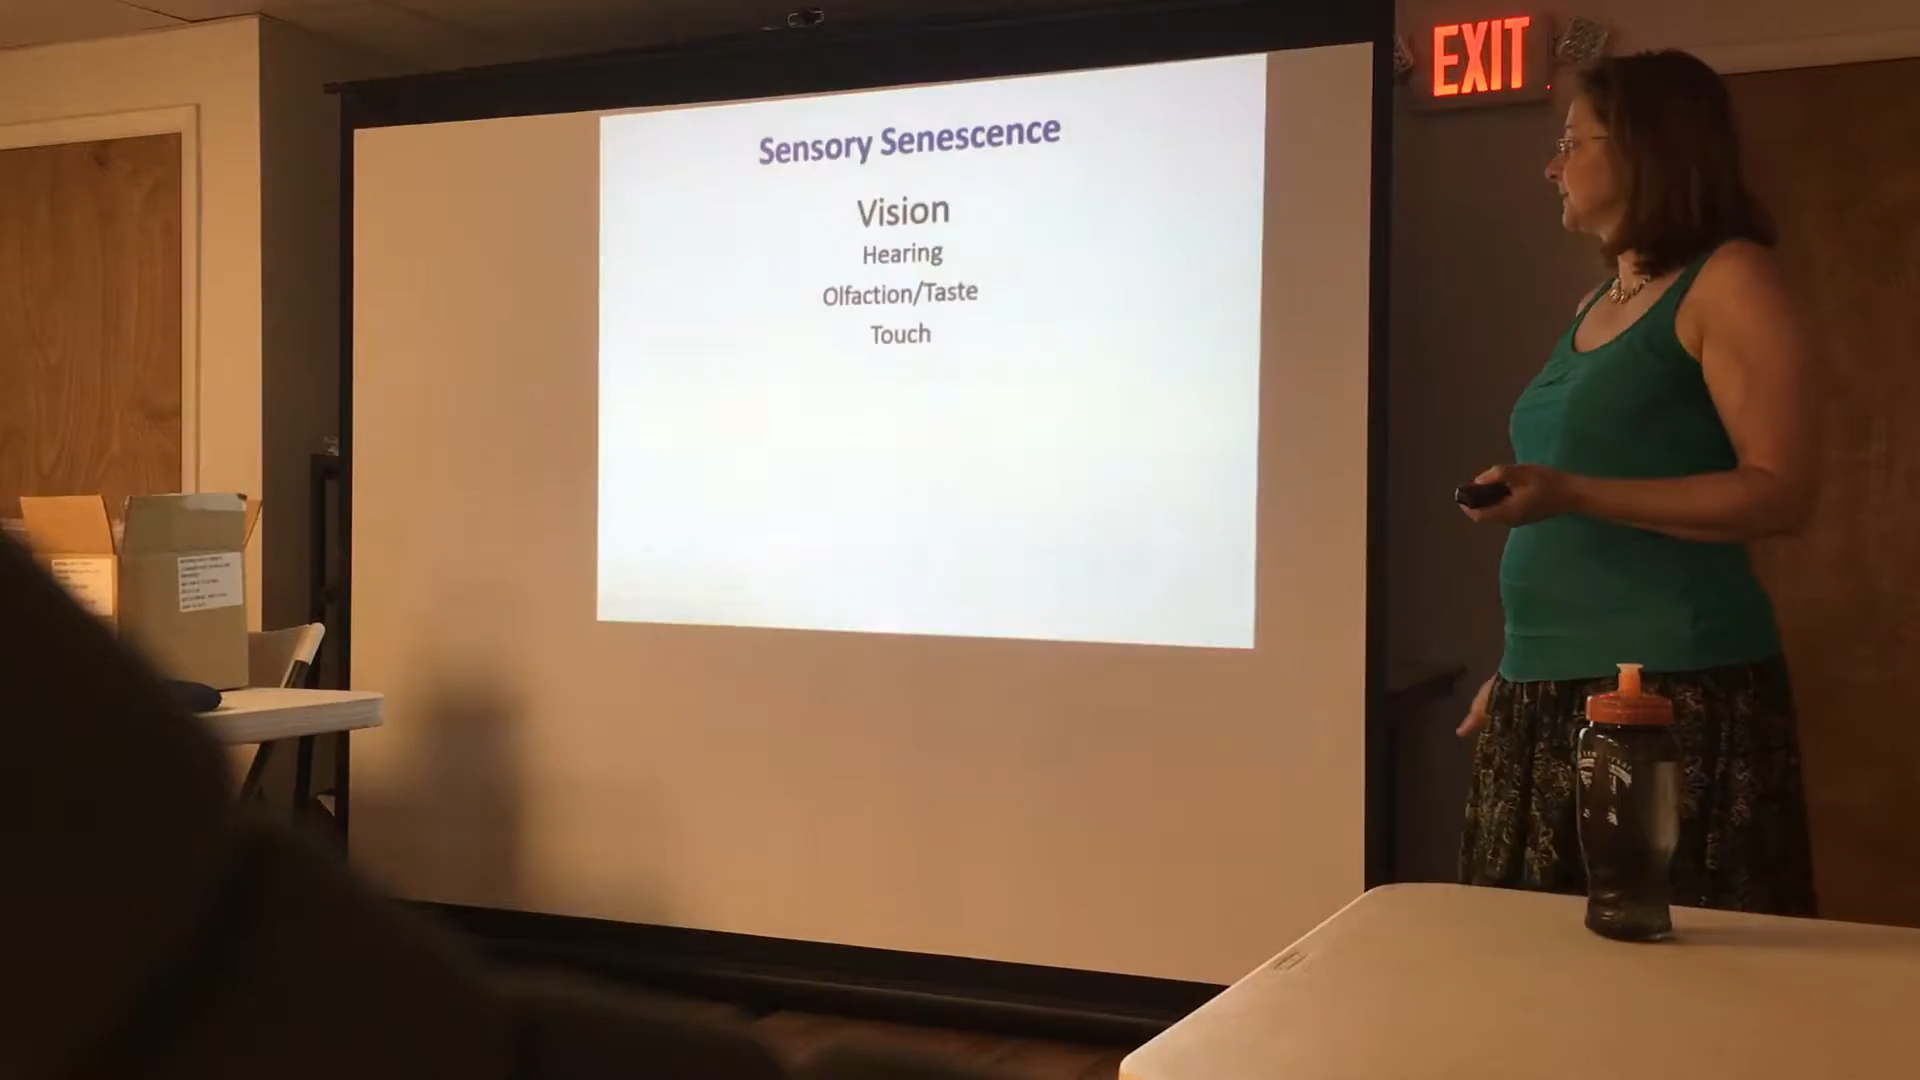 EXIT
Sensory Senescence
Vision
Hearing
Olfaction/Taste
Touch